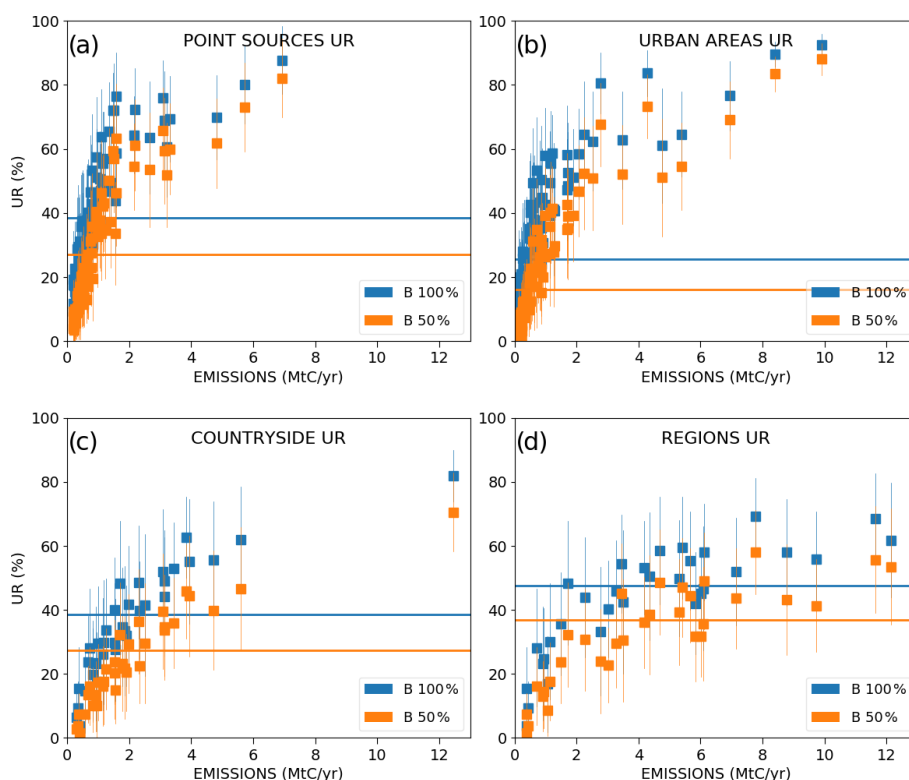 (a) POINT SOURCES UR
100
80
60
40
20
0
UR (%)
B 100%
B 50%
0 2 4 6 8 10 12
EMISSIONS (MtC/yr)
(b) URBAN AREAS UR
100
80
60
40
20
0
B 100%
B 50%
0 2 4 6 8 10 12
EMISSIONS (MtC/yr)
(c) COUNTRYSIDE UR
100
80
60
40
20
0
UR (%)
B 100%
B 50%
0 2 4 6 8 10 12
EMISSIONS (MtC/yr)
(d) REGIONS UR
100
80
60
40
20
0
B 100%
B 50%
0 2 4 6 8 10 12
EMISSIONS (MtC/yr)